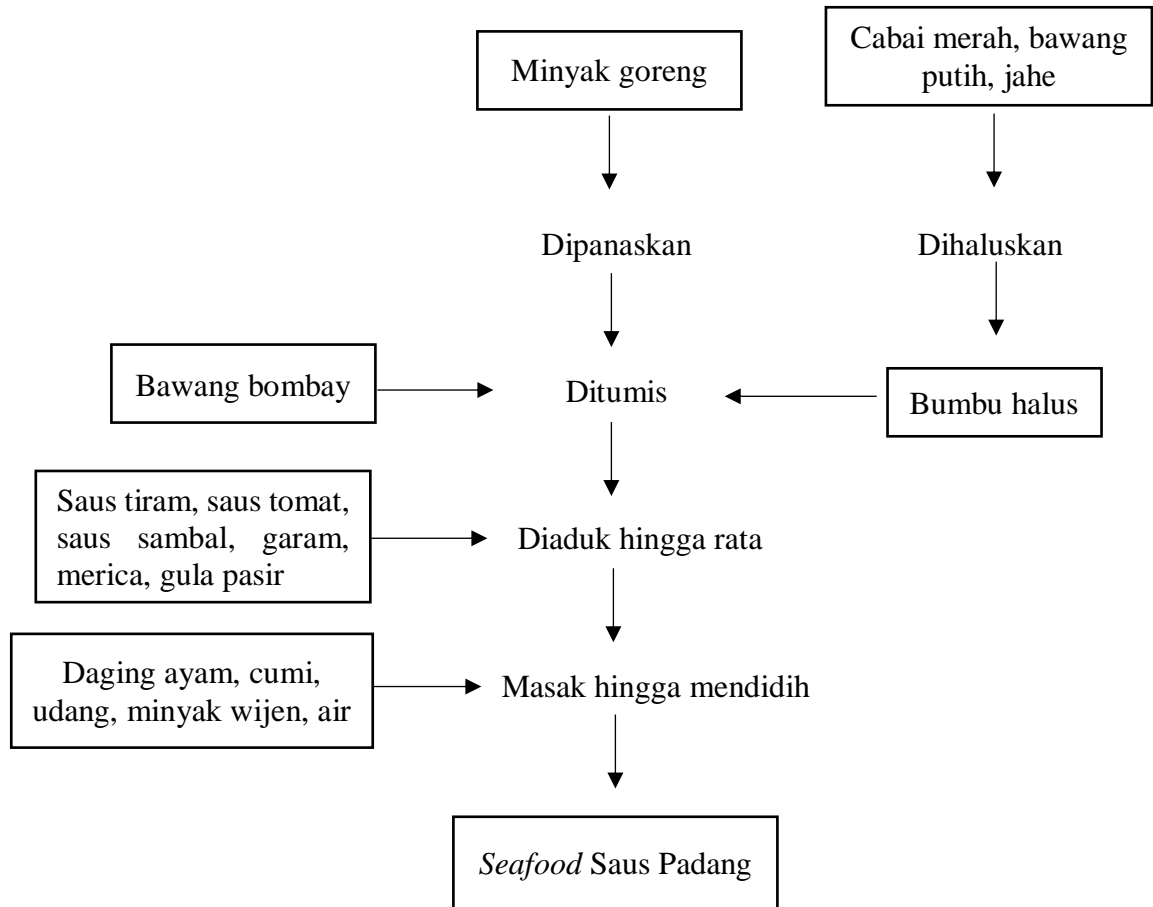 Minyak goreng
Cabai merah, bawang
putih, jahe
Dipanaskan
Dihaluskan
Bawang bombay
Ditumis
Bumbu halus
Saus tiram, saus tomat,
saus sambal, garam,
merica, gula pasir
Diaduk hingga rata
Daging ayam, cumi,
udang, minyak wijen, air
Masak hingga mendidih
Seafood Saus Padang